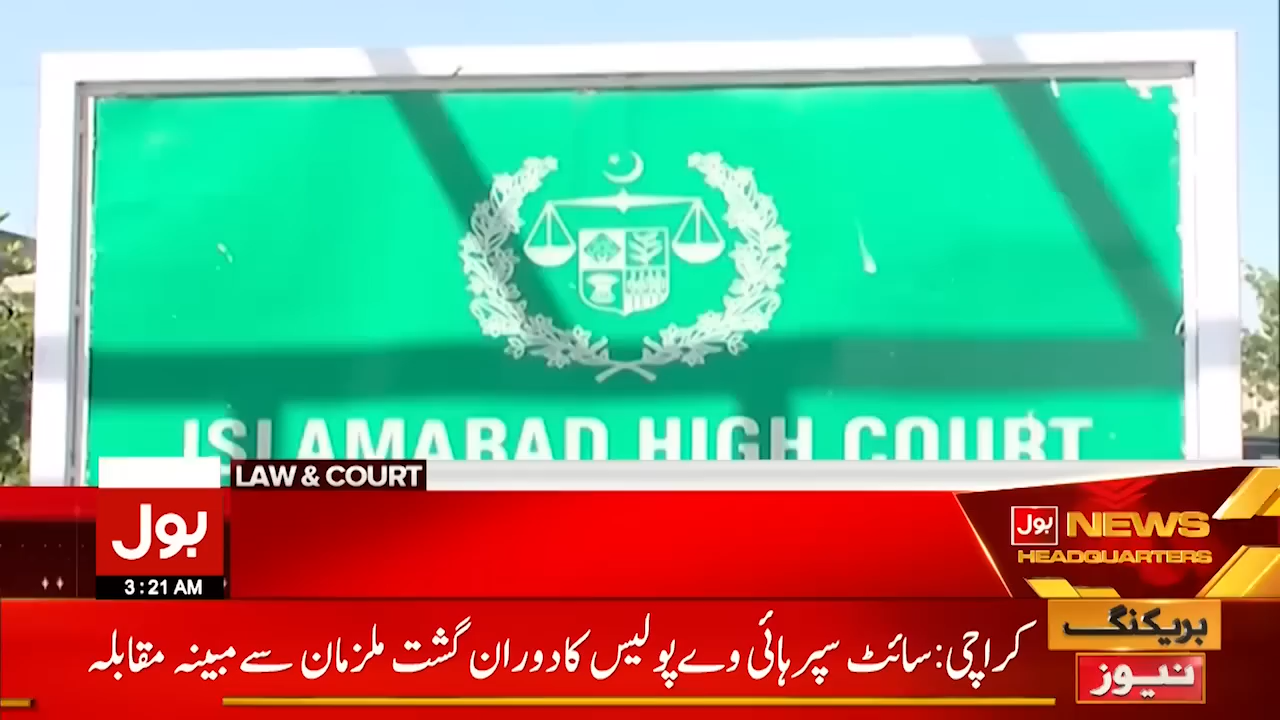 ISLAMABAD HIGH COURT
LAW & COURT
بول
3:21 AM
بول NEWS
HEADQUARTERS
بریکنگ
نیوز
کراچی: سائٹ سپر ہائی وے پولیس کا دوران گشت ملزمان سے مبینہ مقابلہ